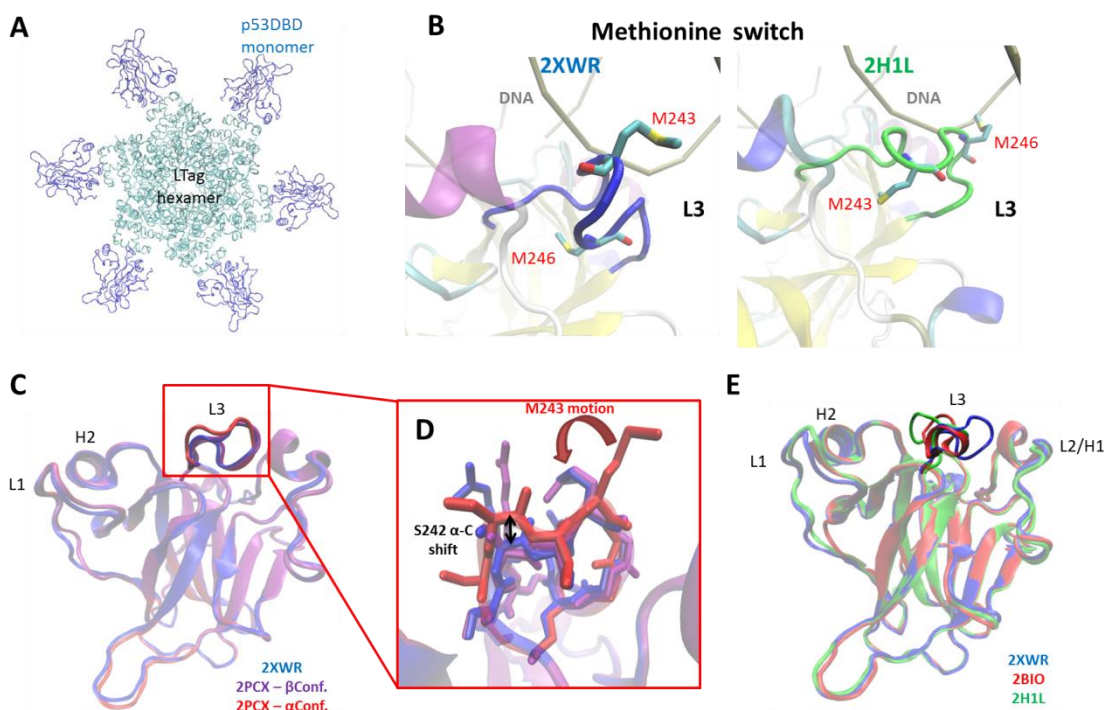 A
p53DBD
monomer
LTag
hexamer
B
Methionine switch
2XWR
DNA
M243
M246
L3
2H1L
DNA
M246
M243
L3
C
L3
H2
L1
2XWR
2PCX – βConf.
2PCX – αConf.
D
M243 motion
S242 α-C
shift
E
L3
H2
L1
L2/H1
2XWR
2BIO
2H1L